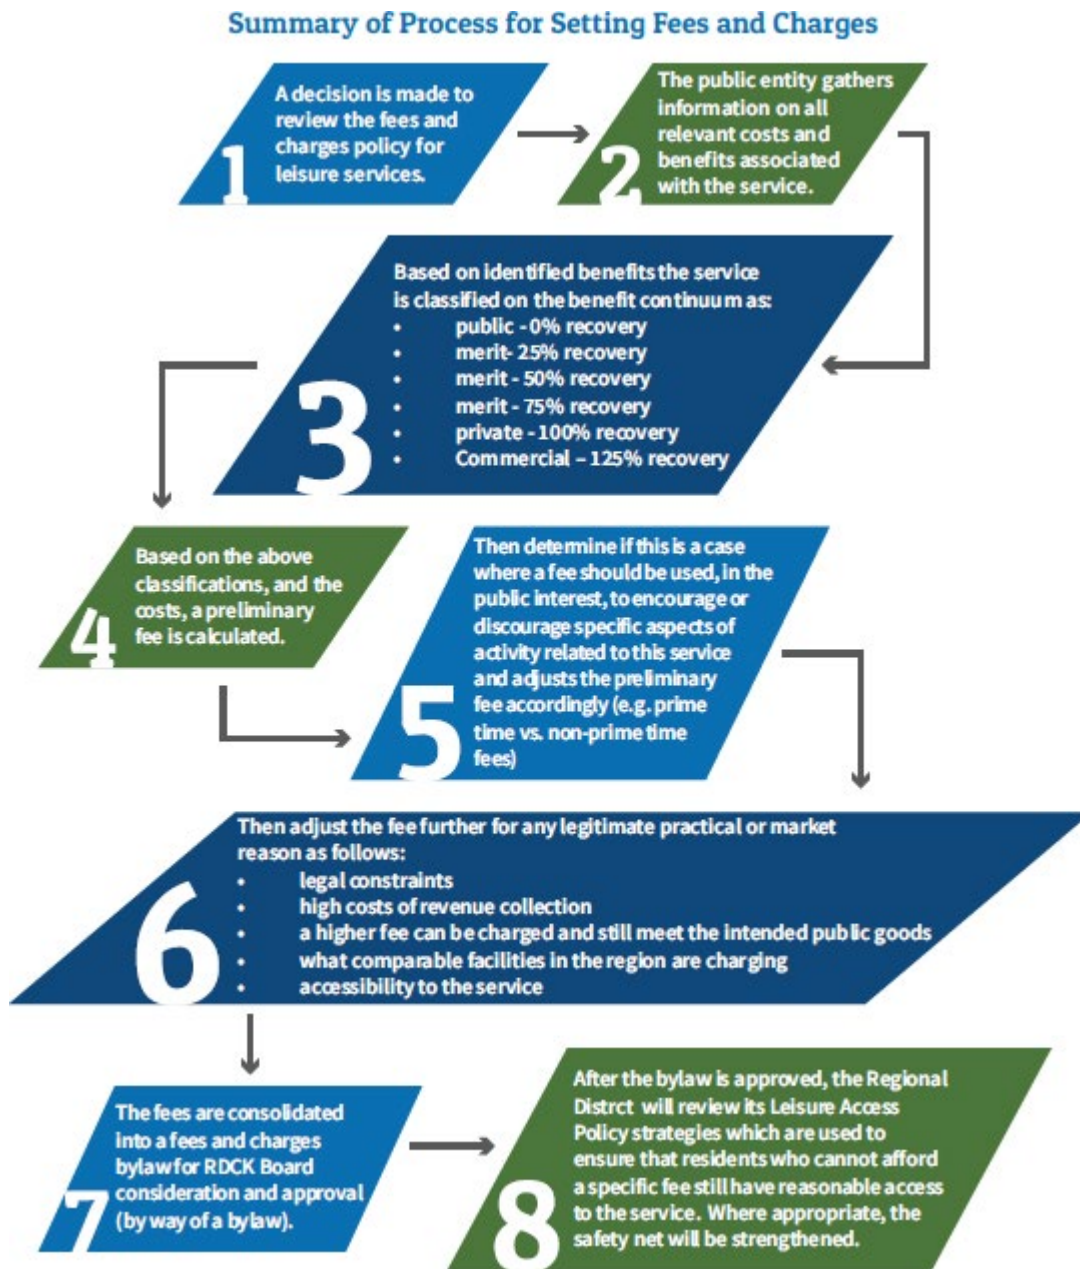 Summary of Process for Setting Fees and Charges
1
A decision is made to
review the fees and
charges policy for
leisure services.
2
The public entity gathers
information on all
relevant costs and
benefits associated
with the service.
3
Based on identified benefits the service
is classified on the benefit continuum as:
• public - 0% recovery
• merit- 25% recovery
• merit - 50% recovery
• merit - 75% recovery
• private - 100% recovery
• Commercial – 125% recovery
4
Based on the above
classifications, and the
costs, a preliminary
fee is calculated.
5
Then determine if this is a case
where a fee should be used, in the
public interest, to encourage or
discourage specific aspects of
activity related to this service
and adjusts the preliminary
fee accordingly (e.g. prime
time vs. non-prime time
fees)
6
Then adjust the fee further for any legitimate practical or market
reason as follows:
• legal constraints
• high costs of revenue collection
• a higher fee can be charged and still meet the intended public goods
• what comparable facilities in the region are charging
• accessibility to the service
7
The fees are consolidated
into a fees and charges
bylaw for RDCK Board
consideration and approval
(by way of a bylaw).
8
After the bylaw is approved, the Regional
Distrct will review its Leisure Access
Policy strategies which are used to
ensure that residents who cannot afford
a specific fee still have reasonable access
to the service. Where appropriate, the
safety net will be strengthened.